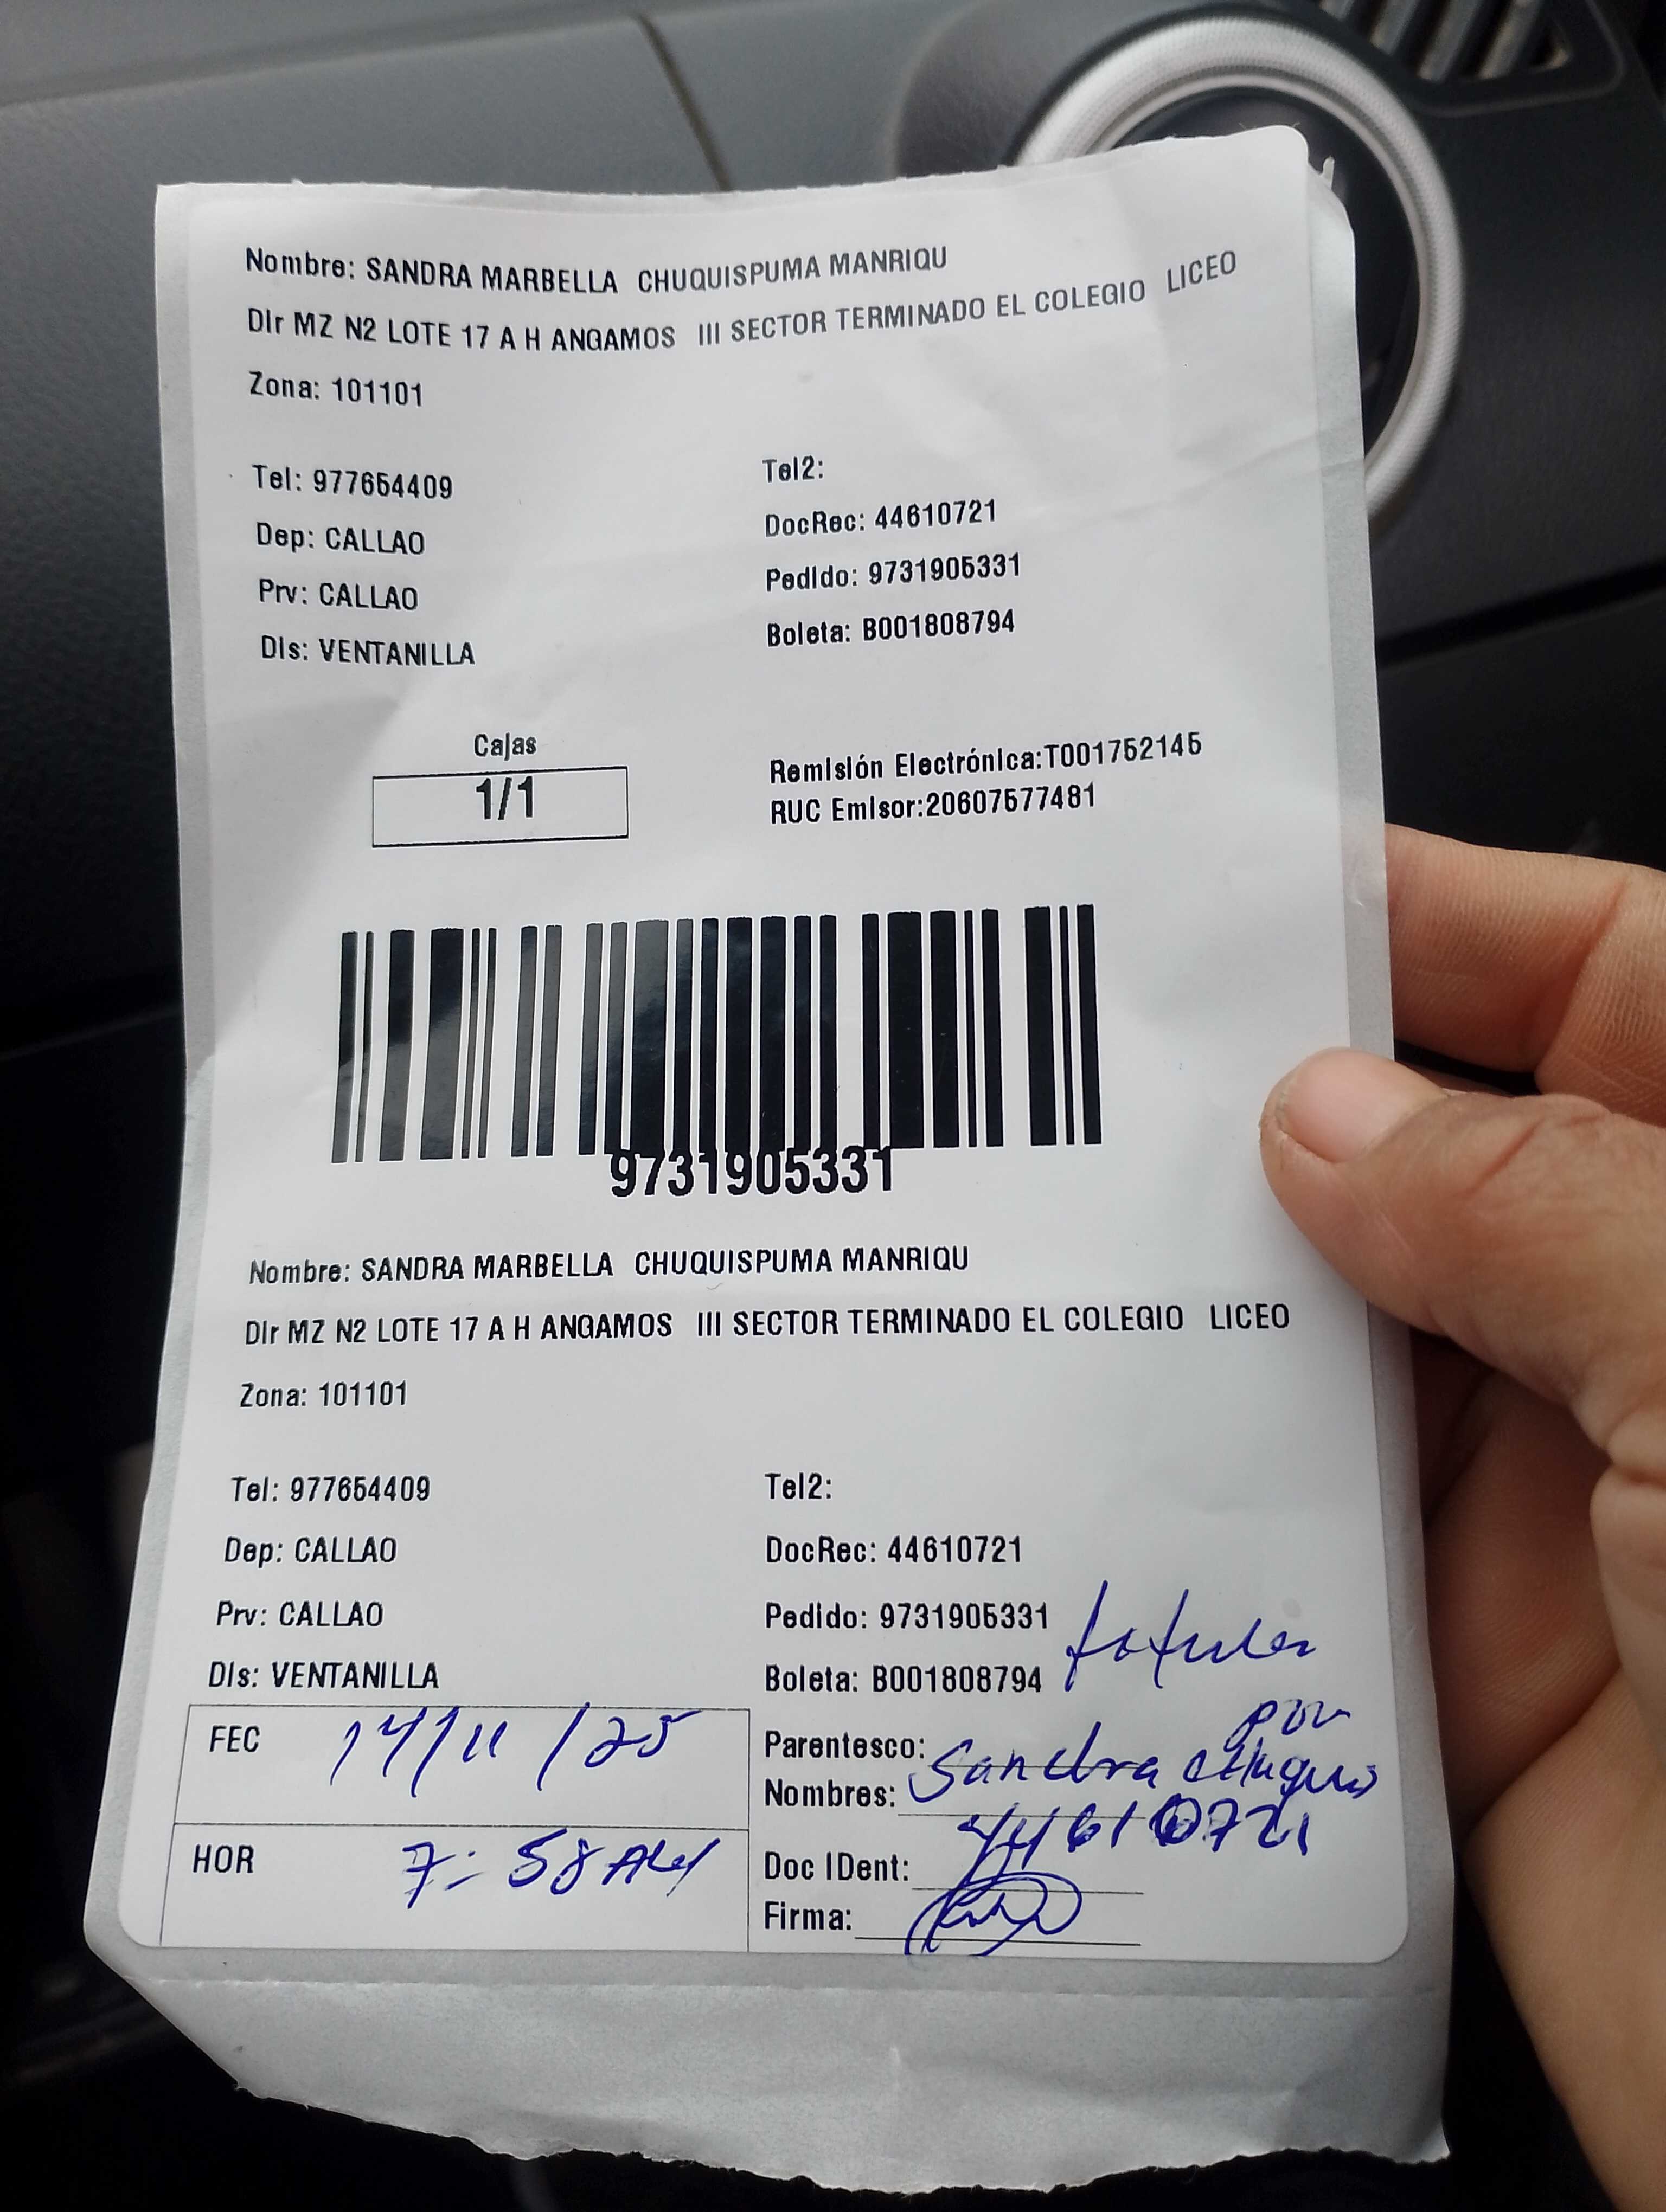 Nombre: SANDRA MARBELLA CHUQUISPUMA MANRIQU
Dir MZ N2 LOTE 17 A H ANGAMOS III SECTOR TERMINADO EL COLEGIO LICEO
Zona: 101101
Tel: 977654409 Tel2:
DocRec: 44610721
Dep: CALLAO
Pedido: 9731905331
Prv: CALLAO
Boleta: B001808794
Dis: VENTANILLA
Cajas
1/1
Remisión Electrónica:T001752145
RUC Emisor:20607577481
9731905331
Nombre: SANDRA MARBELLA CHUQUISPUMA MANRIQU
Dir MZ N2 LOTE 17 A H ANGAMOS III SECTOR TERMINADO EL COLEGIO LICEO
Zona: 101101
Tel: 977654409 Tel2:
Dep: CALLAO DocRec: 44610721
Prv: CALLAO Pedido: 9731905331
Dis: VENTANILLA Boleta: B001808794
FEC 14/11/25
Parentesco:
Nombres: Sandra
HOR 7:58 AM
Doc IDent: 44610721
Firma: